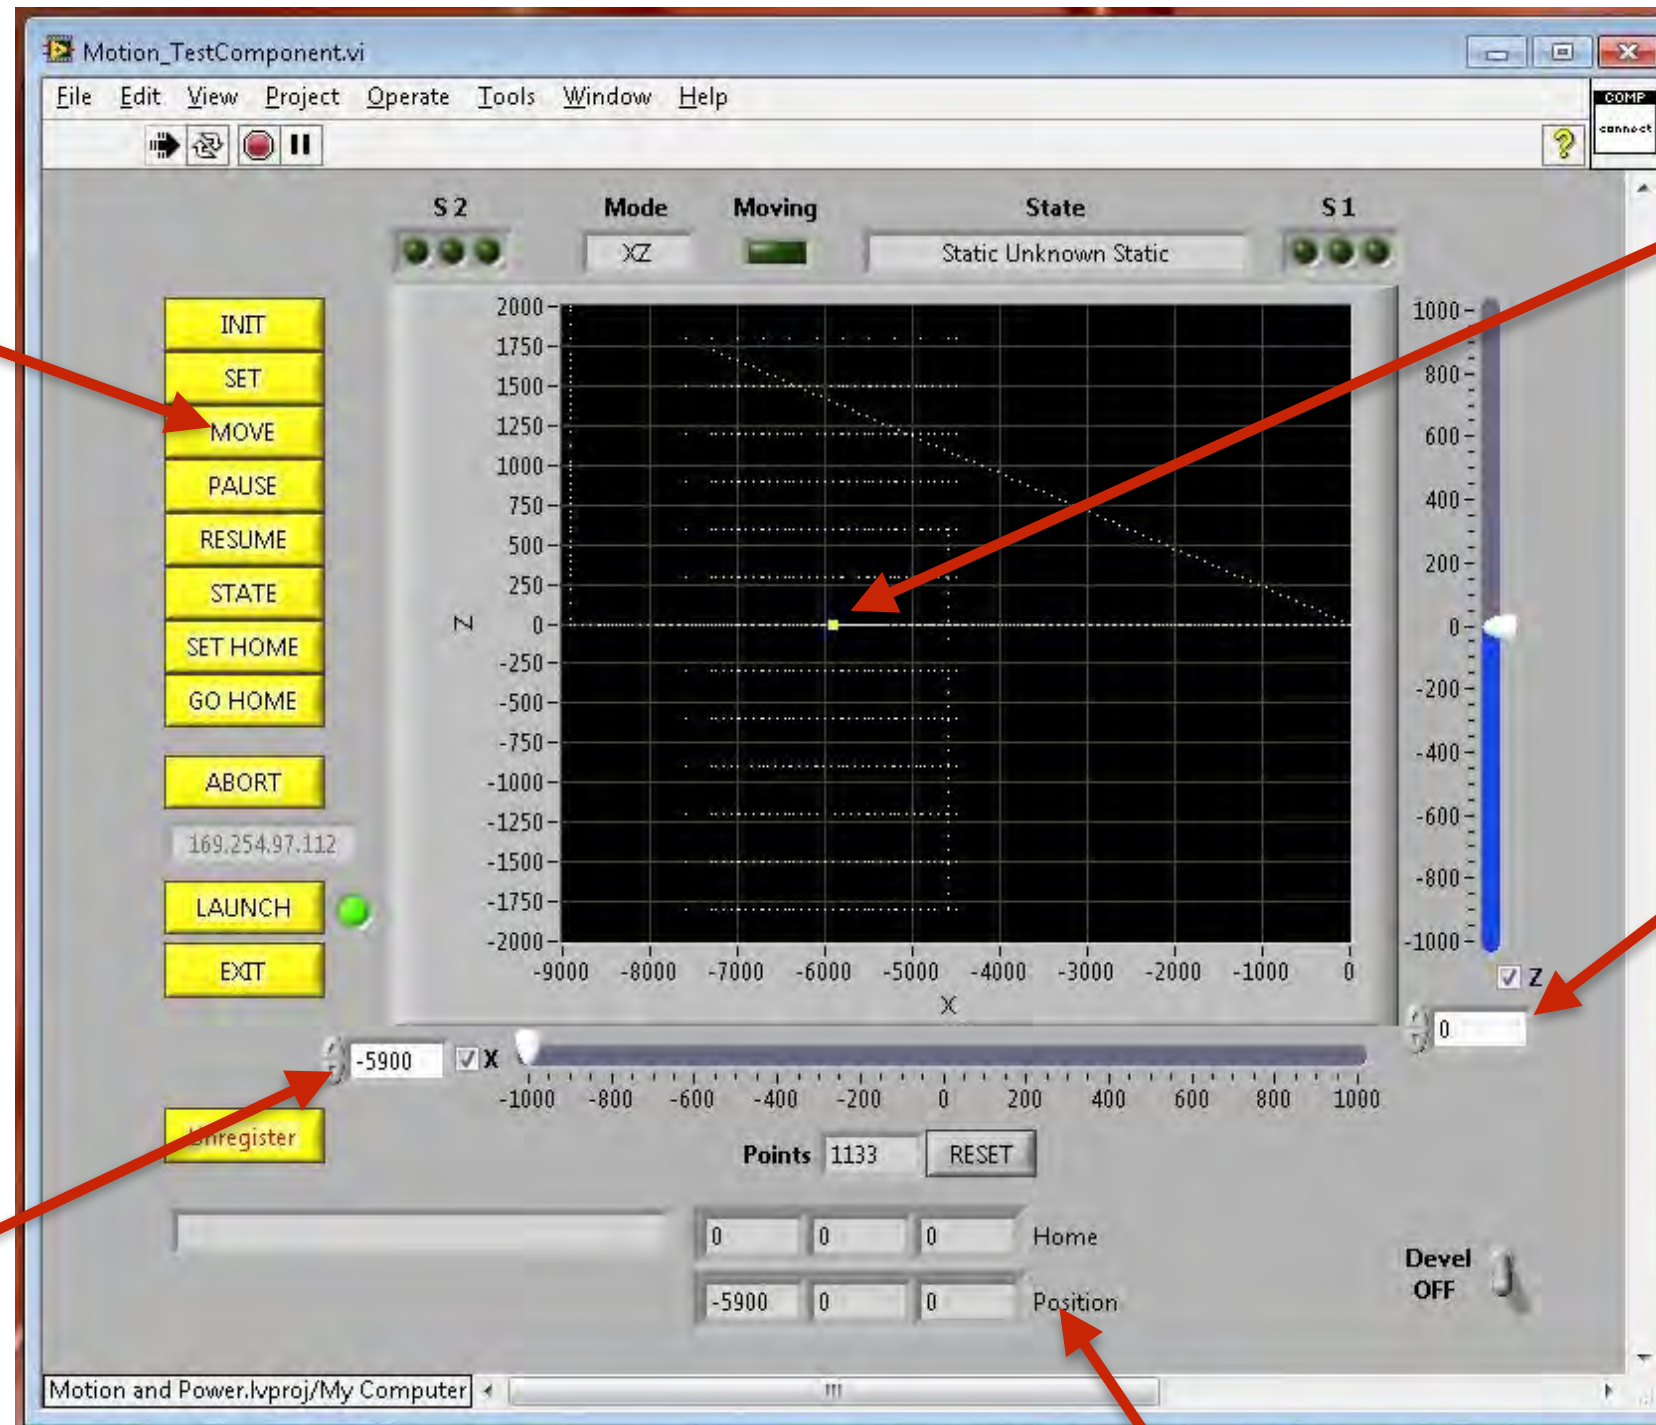 Motion_TestComponent.vi
File Edit View Project Operate Tools Window Help
COMP
connect
S 2 Mode Moving State S 1
XZ Static Unknown Static
INIT
SET
MOVE
PAUSE
RESUME
STATE
SET HOME
GO HOME
ABORT
169.254.97.112
LAUNCH
EXIT
2000
1750
1500
1250
1000
750
500
250
0
-250
-500
-750
-1000
-1250
-1500
-1750
-2000
Z
-9000 -8000 -7000 -6000 -5000 -4000 -3000 -2000 -1000 0
X
1000
800
600
400
200
0
-200
-400
-600
-800
-1000
Z
0
-5900 X
-1000 -800 -600 -400 -200 0 200 400 600 800 1000
Unregister
Points 1133 RESET
0 0 0 Home
-5900 0 0 Position
Devel
OFF
Motion and Power.lvproj/My Computer